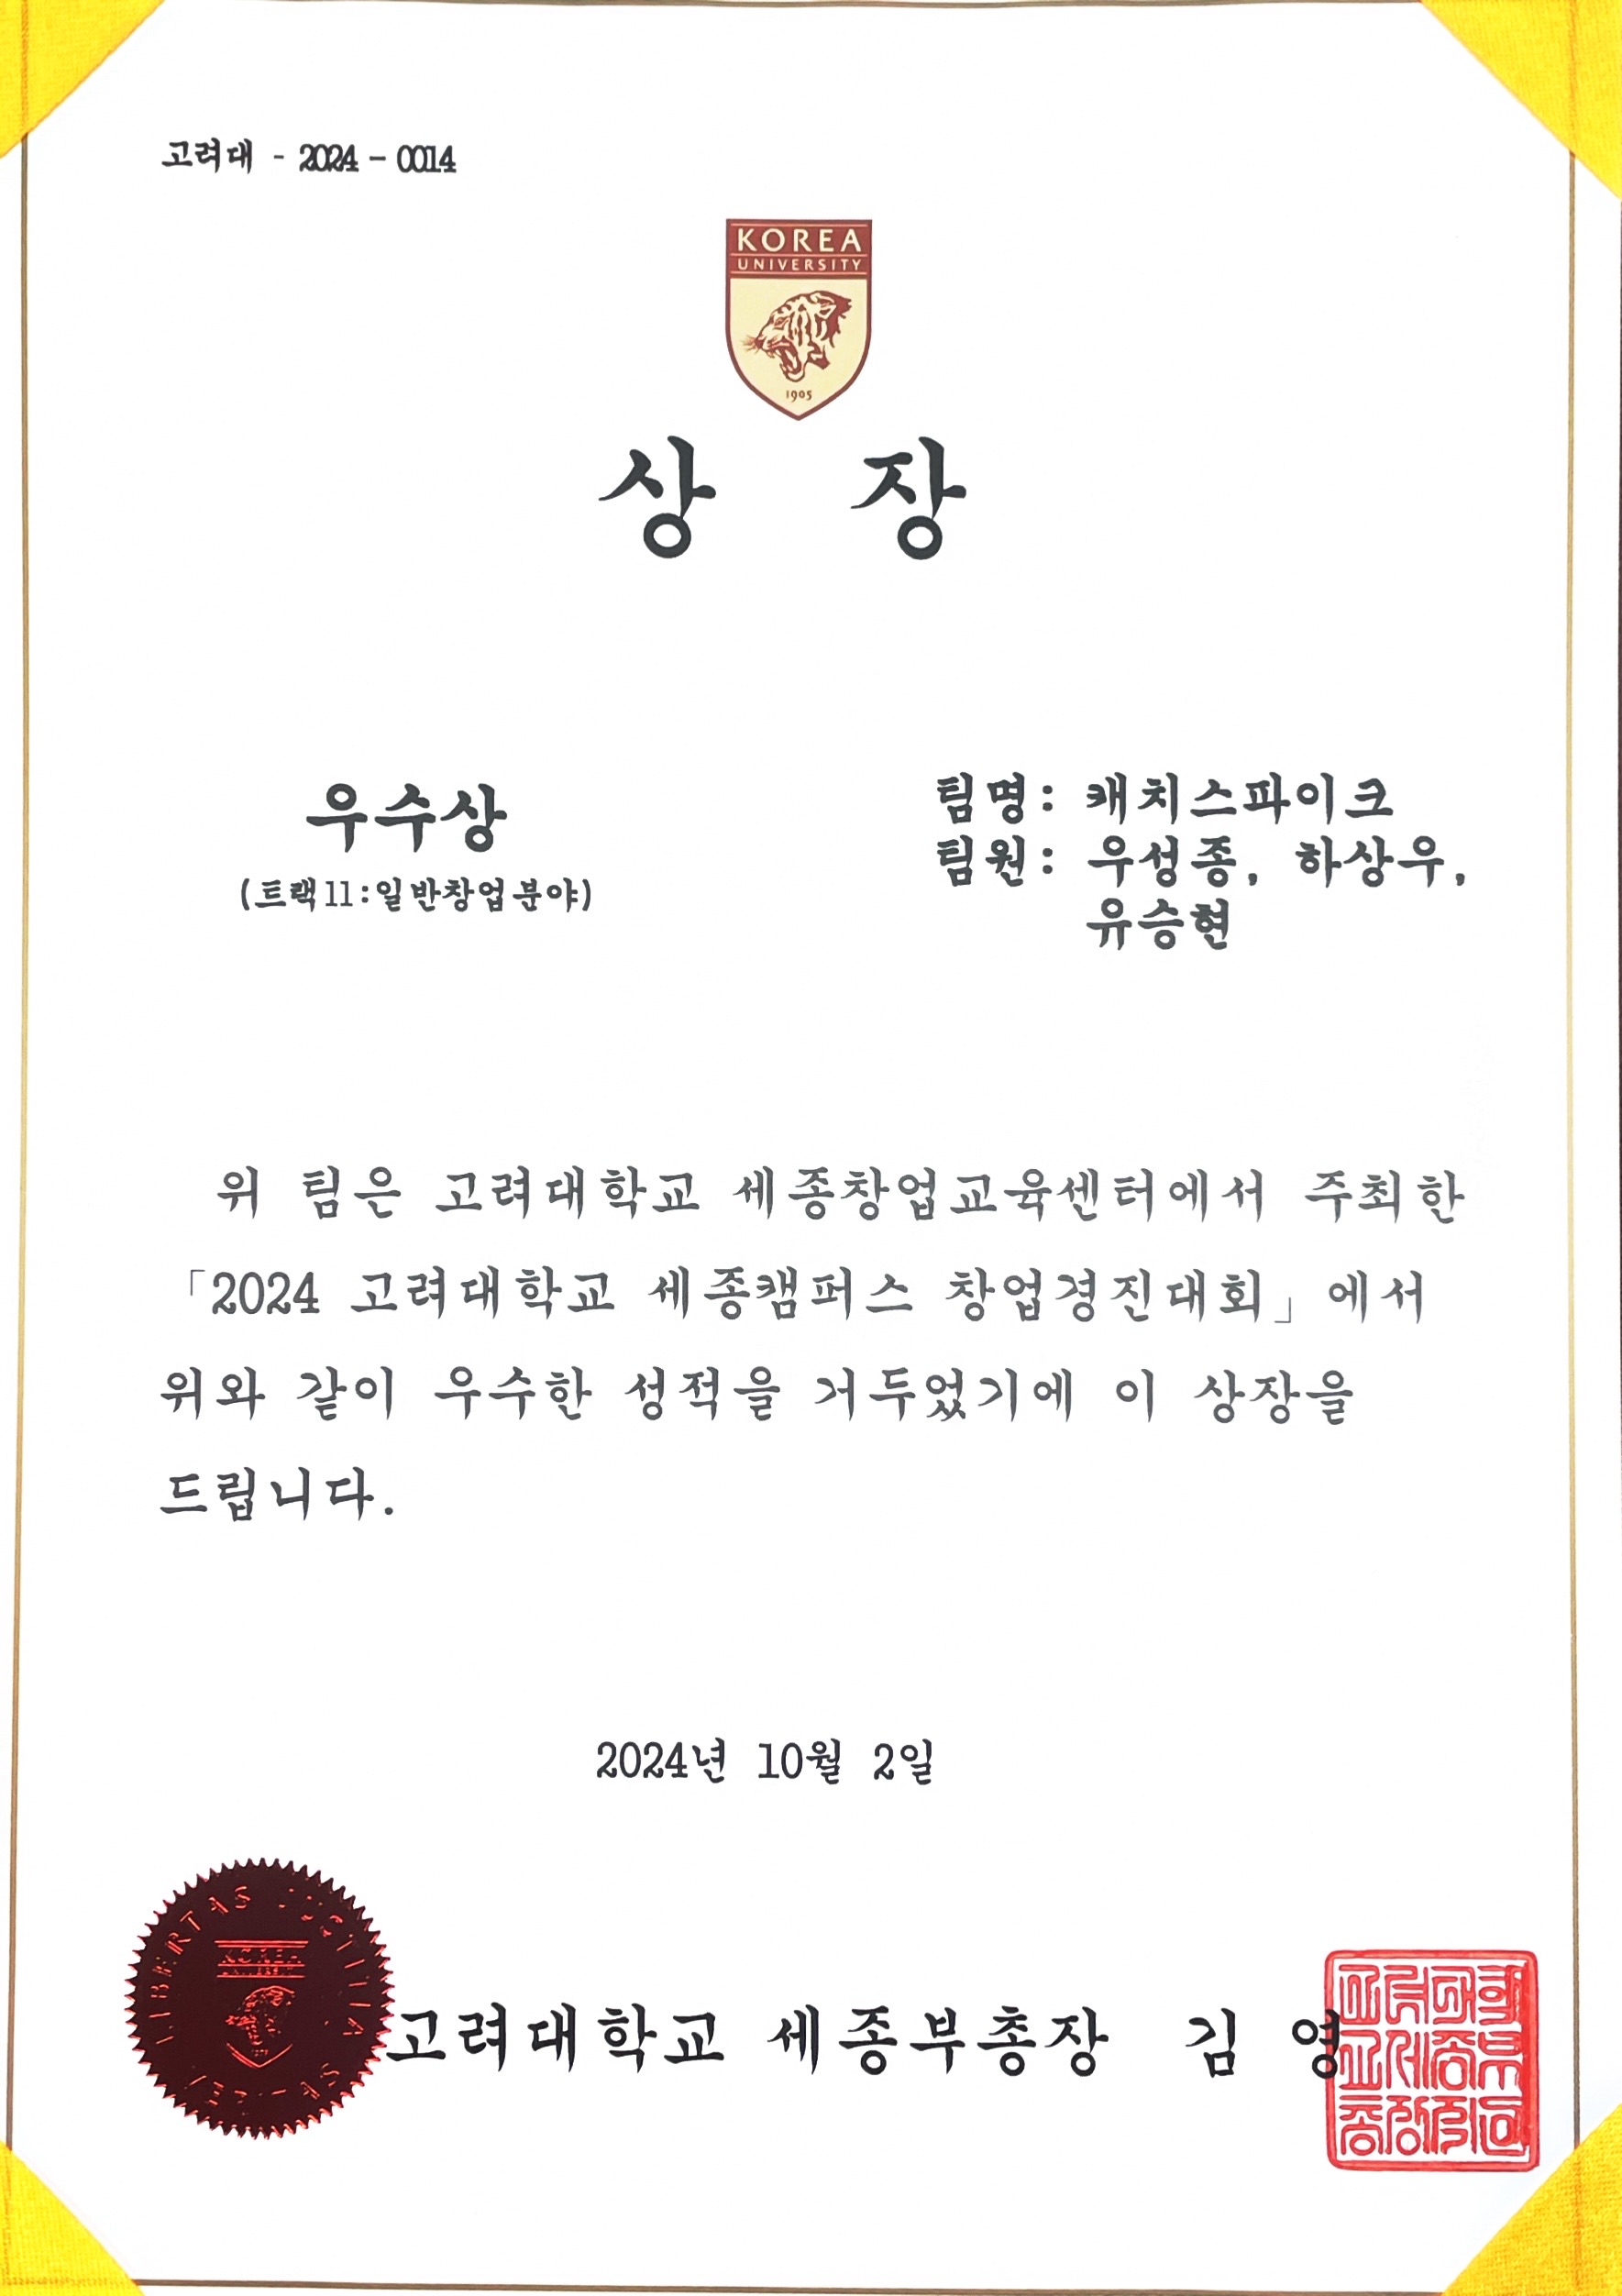 고려대 - 2024 - 0014
KOREA
UNIVERSITY
1905
상 장
우수상
(트랙11:일반창업분야)
팀명: 캐치스파이크
팀원: 우성종, 하상우,
유승현
위 팀은 고려대학교 세종창업교육센터에서 주최한
「2024 고려대학교 세종캠퍼스 창업경진대회」에서
위와 같이 우수한 성적을 거두었기에 이 상장을
드립니다.
2024년 10월 2일
LIBERTAS JUSTITIA VERITAS
KOREA
UNIVERSITY
고려대학교 세종부총장 김 영